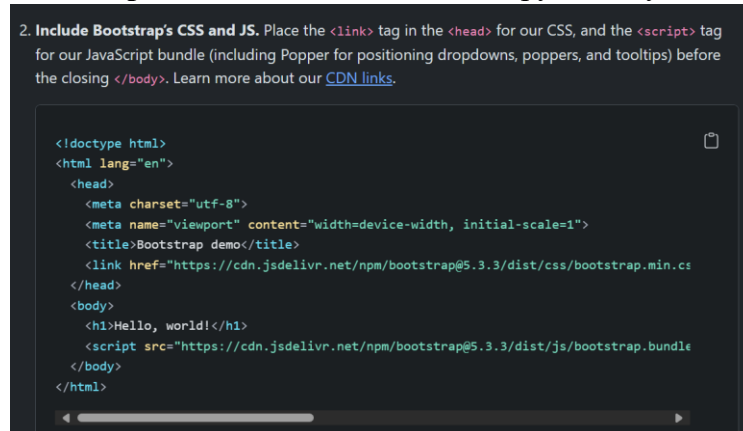 2. Include Bootstrap's CSS and JS. Place the <link> tag in the <head> for our CSS, and the <script> tag
for our JavaScript bundle (including Popper for positioning dropdowns, poppers, and tooltips) before
the closing </body>. Learn more about our CDN links.
<!doctype html>
<html lang="en">
<head>
<meta charset="utf-8">
<meta name="viewport" content="width=device-width, initial-scale=1">
<title>Bootstrap demo</title>
<link href="https://cdn.jsdelivr.net/npm/bootstrap@5.3.3/dist/css/bootstrap.min.cs
</head>
<body>
<h1>Hello, world!</h1>
<script src="https://cdn.jsdelivr.net/npm/bootstrap@5.3.3/dist/js/bootstrap.bundle
</body>
</html>